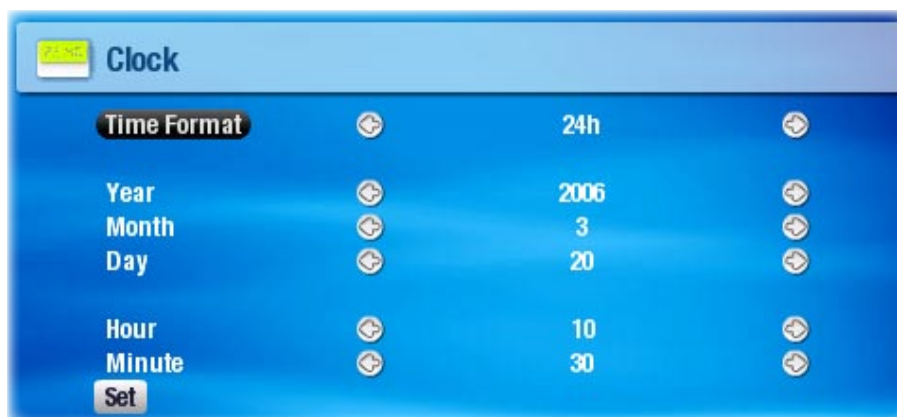 Clock
Time Format 24h
Year 2006
Month 3
Day 20
Hour 10
Minute 30
Set